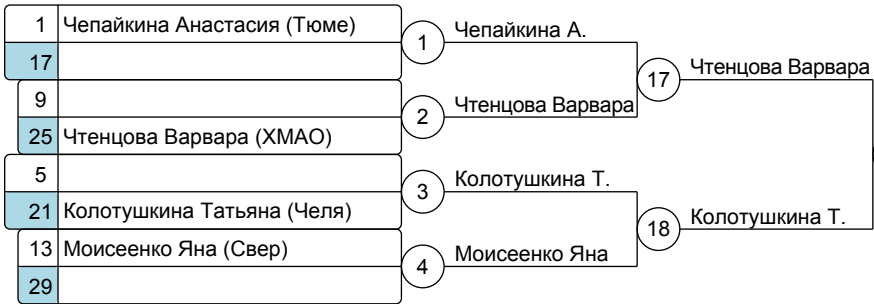 1 Чепайкина Анастасия (Тюме)
17
1 Чепайкина А.
9
25 Чтенцова Варвара (ХМАО)
2 Чтенцова Варвара
17 Чтенцова Варвара
5
21 Колотушкина Татьяна (Челя)
3 Колотушкина Т.
13 Моисеенко Яна (Свер)
29
4 Моисеенко Яна
18 Колотушкина Т.